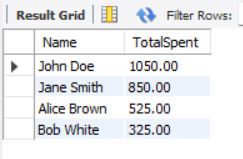 Result Grid Filter Rows:
Name TotalSpent
John Doe 1050.00
Jane Smith 850.00
Alice Brown 525.00
Bob White 325.00